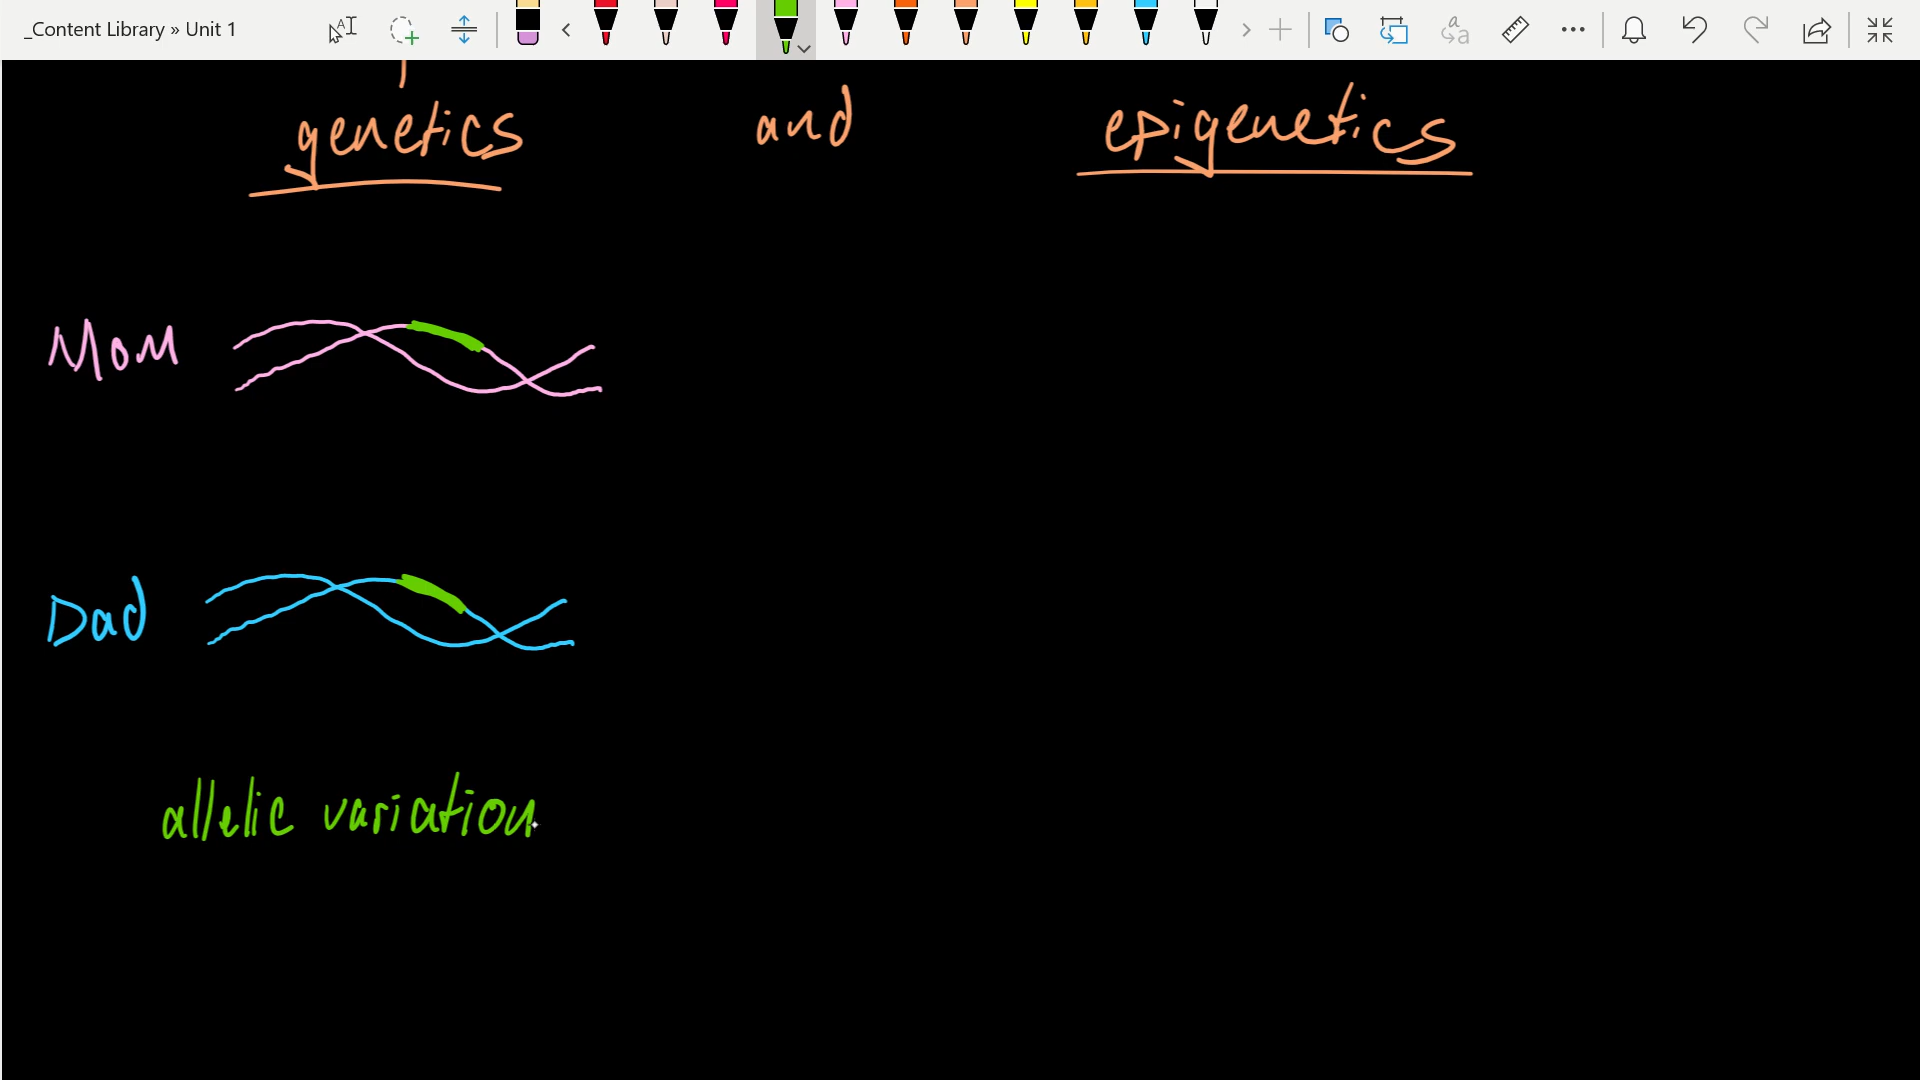 _Content Library » Unit 1
genetics and epigenetics
Mom
Dad
allelic variation